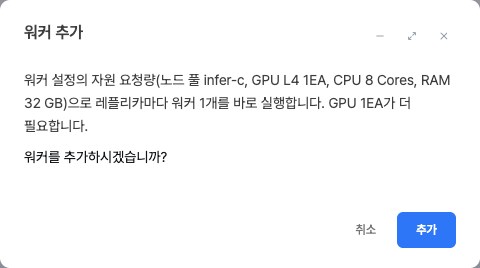 워커 추가
워커 설정의 자원 요청량(노드 풀 infer-c, GPU L4 1EA, CPU 8 Cores, RAM
32 GB)으로 레플리카마다 워커 1개를 바로 실행합니다. GPU 1EA가 더
필요합니다.
워커를 추가하시겠습니까?
취소
추가